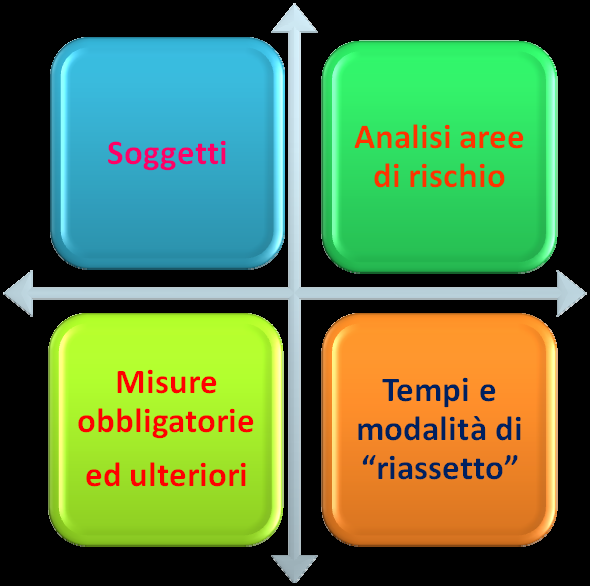 Soggetti
Analisi aree
di rischio
Misure
obbligatorie
ed ulteriori
Tempi e
modalità di
“riassetto”